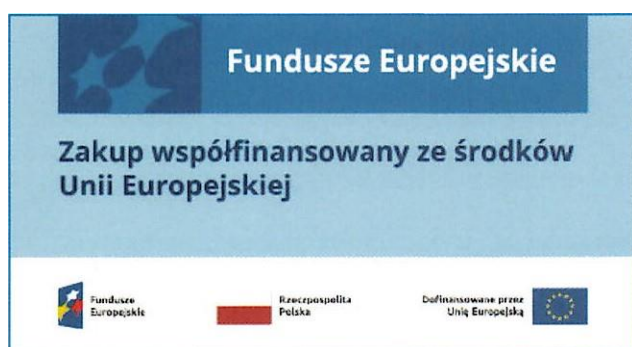 Fundusze Europejskie
Zakup współfinansowany ze środków
Unii Europejskiej
Fundusze
Europejskie
Rzeczpospolita
Polska
Dofinansowane przez
Unię Europejską